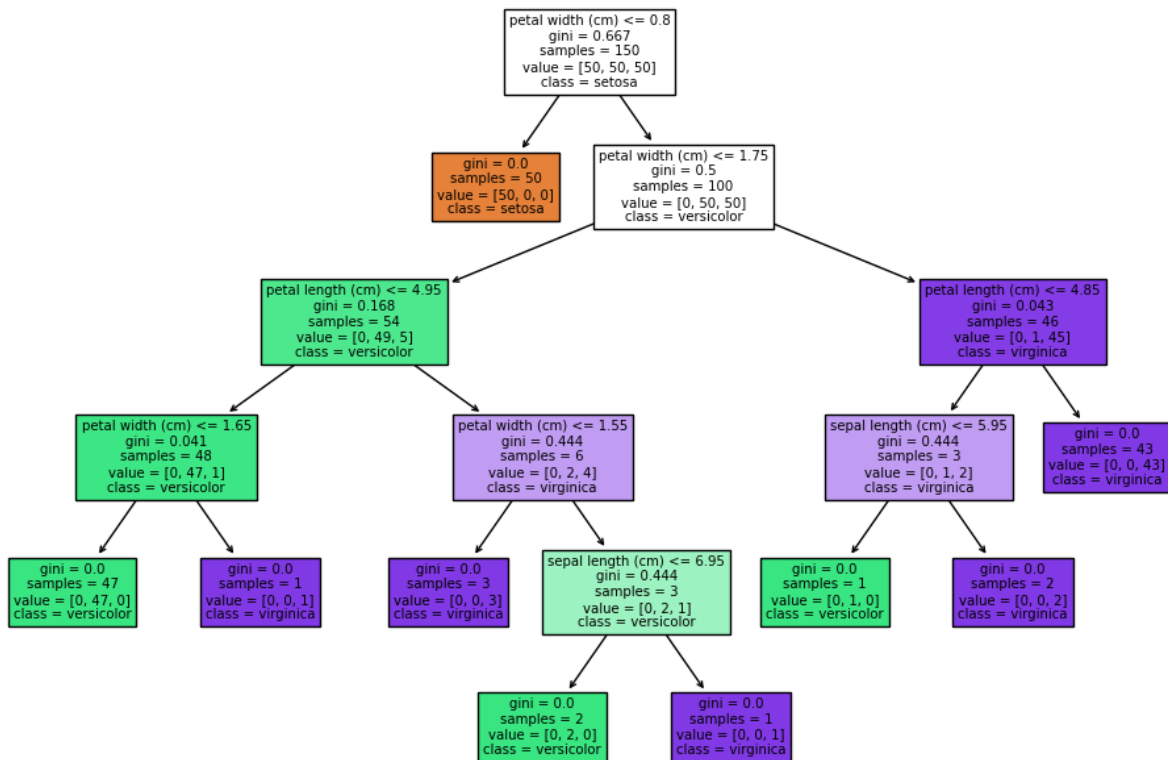 petal width (cm) <= 0.8
gini = 0.667
samples = 150
value = [50, 50, 50]
class = setosa
gini = 0.0
samples = 50
value = [50, 0, 0]
class = setosa
petal width (cm) <= 1.75
gini = 0.5
samples = 100
value = [0, 50, 50]
class = versicolor
petal length (cm) <= 4.95
gini = 0.168
samples = 54
value = [0, 49, 5]
class = versicolor
petal length (cm) <= 4.85
gini = 0.043
samples = 46
value = [0, 1, 45]
class = virginica
petal width (cm) <= 1.65
gini = 0.041
samples = 48
value = [0, 47, 1]
class = versicolor
petal width (cm) <= 1.55
gini = 0.444
samples = 6
value = [0, 2, 4]
class = virginica
sepal length (cm) <= 5.95
gini = 0.444
samples = 3
value = [0, 1, 2]
class = virginica
gini = 0.0
samples = 43
value = [0, 0, 43]
class = virginica
gini = 0.0
samples = 47
value = [0, 47, 0]
class = versicolor
gini = 0.0
samples = 1
value = [0, 0, 1]
class = virginica
gini = 0.0
samples = 3
value = [0, 0, 3]
class = virginica
sepal length (cm) <= 6.95
gini = 0.444
samples = 3
value = [0, 2, 1]
class = versicolor
gini = 0.0
samples = 1
value = [0, 1, 0]
class = versicolor
gini = 0.0
samples = 2
value = [0, 0, 2]
class = virginica
gini = 0.0
samples = 2
value = [0, 2, 0]
class = versicolor
gini = 0.0
samples = 1
value = [0, 0, 1]
class = virginica